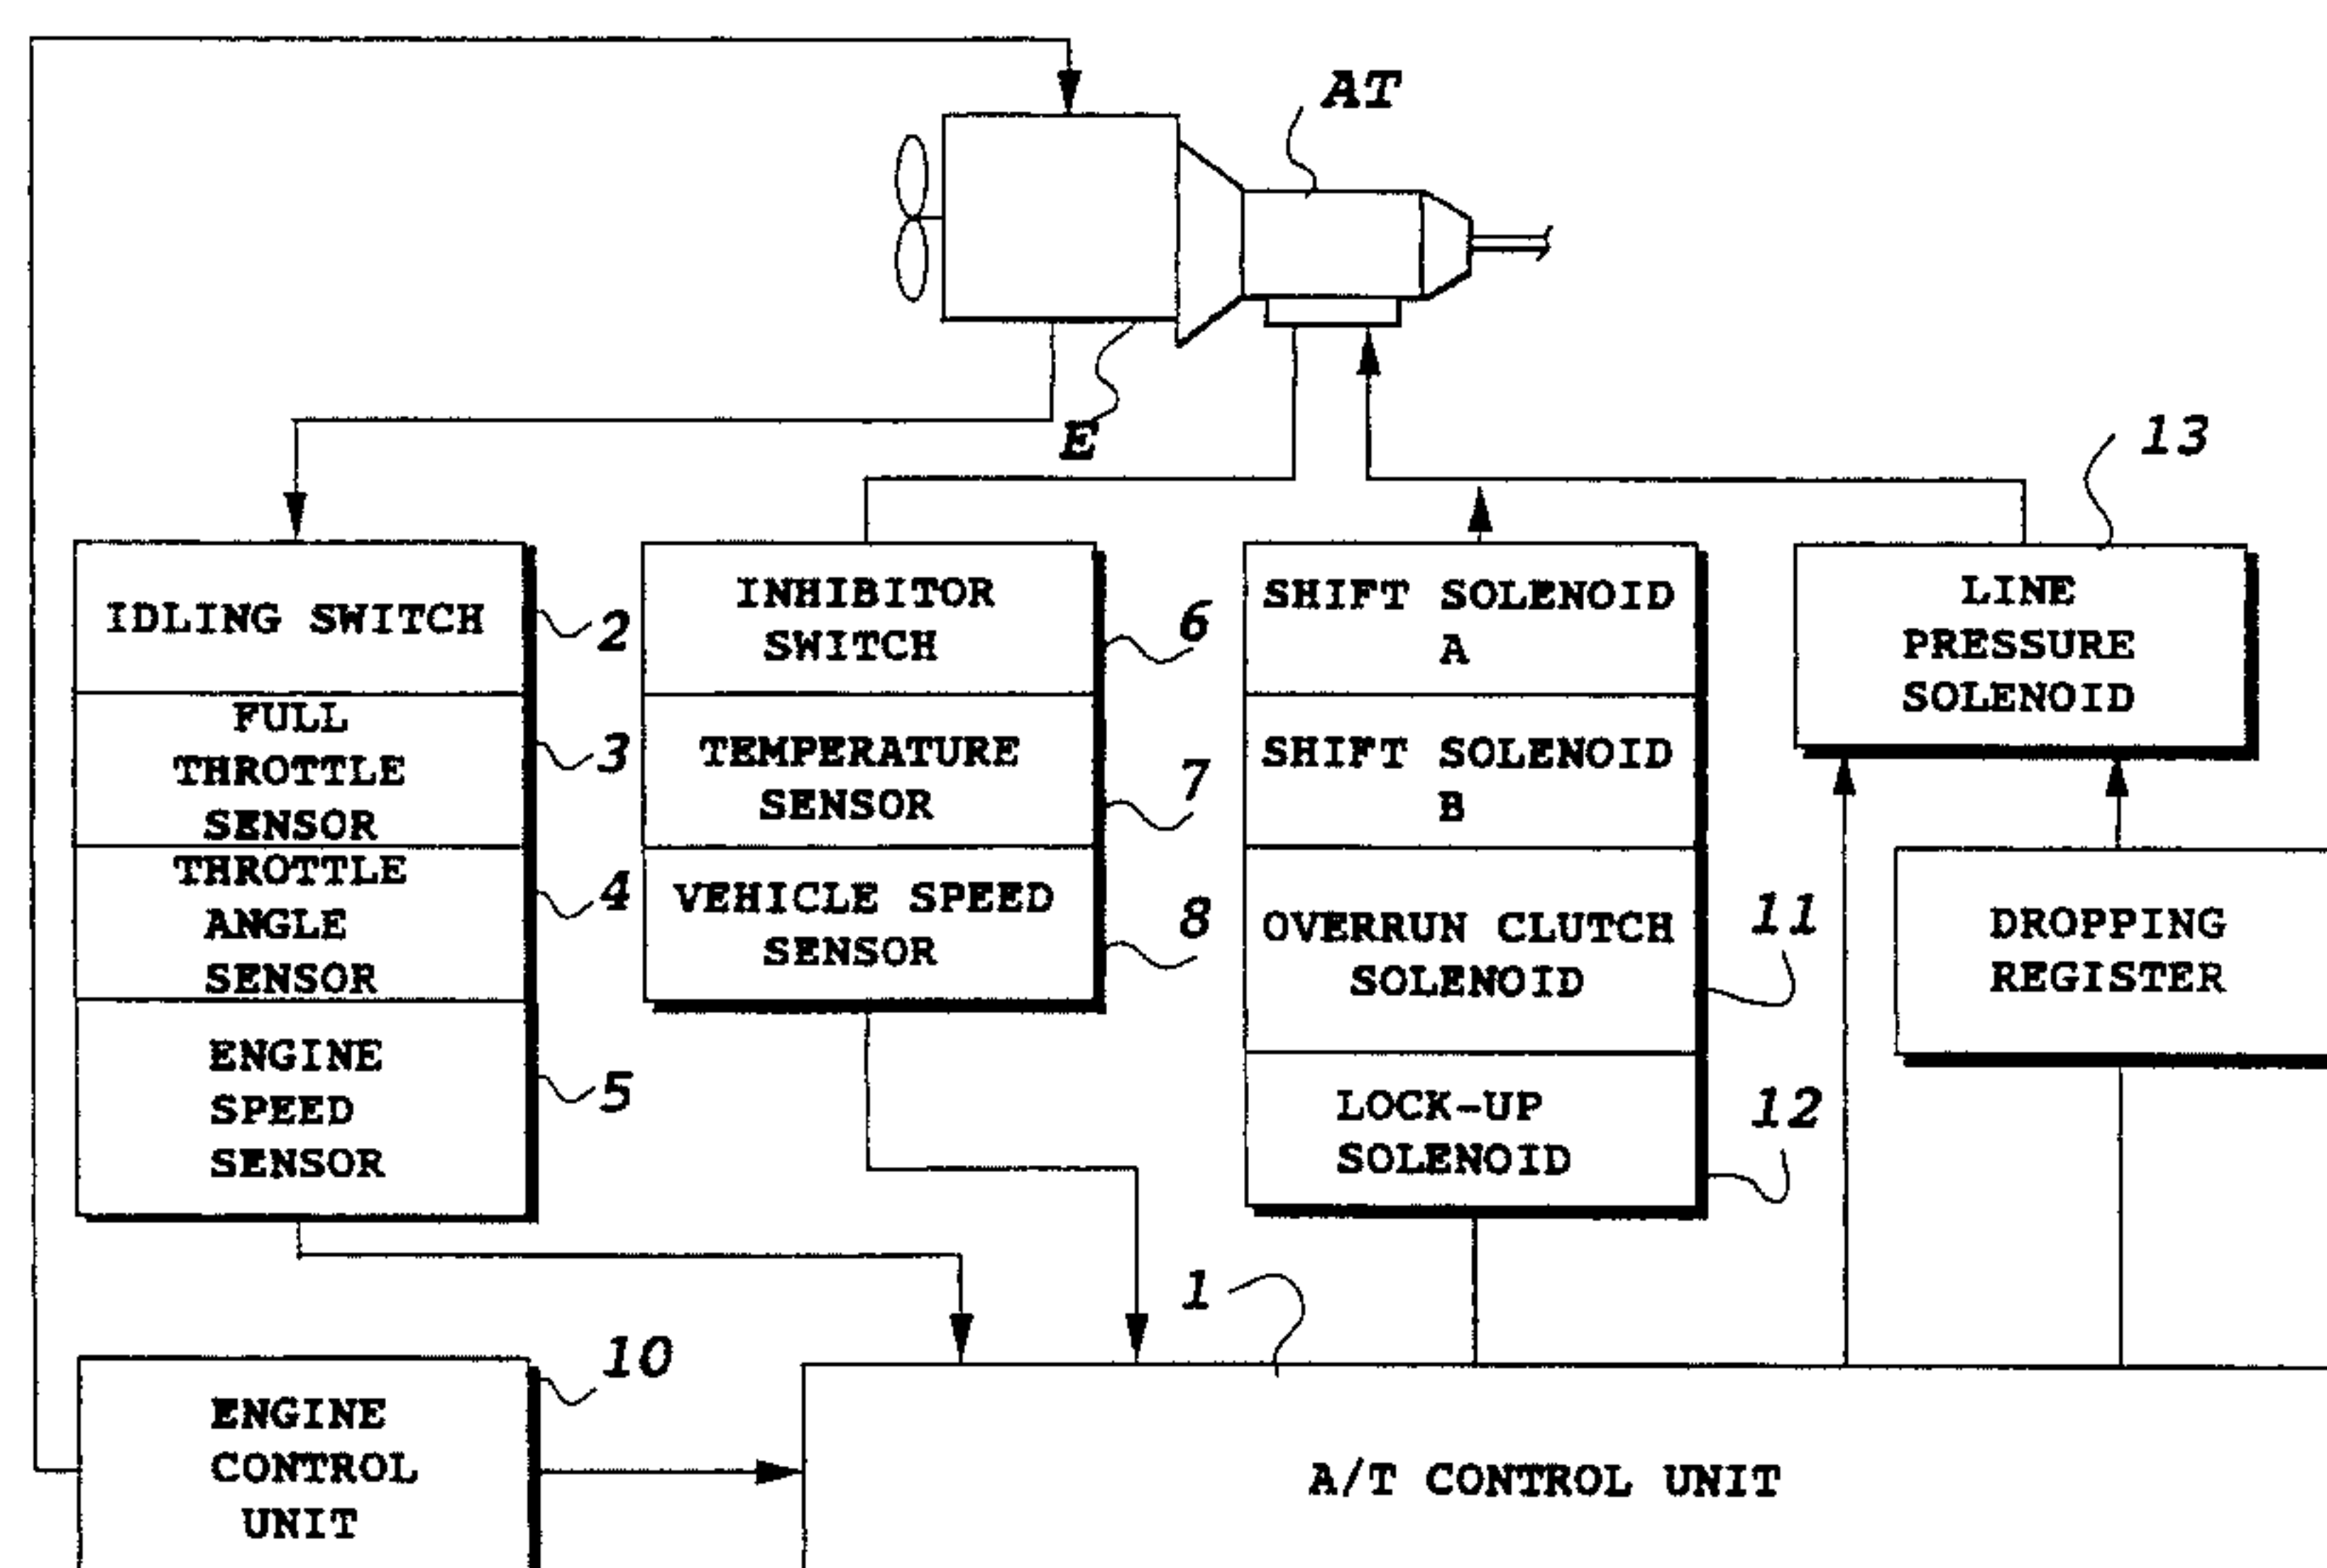 AT
E
13
IDLING SWITCH
2
FULL
THROTTLE
SENSOR
3
THROTTLE
ANGLE
SENSOR
4
ENGINE
SPEED
SENSOR
5
INHIBITOR
SWITCH
6
TEMPERATURE
SENSOR
7
VEHICLE SPEED
SENSOR
8
SHIFT SOLENOID
A
SHIFT SOLENOID
B
OVERRUN CLUTCH
SOLENOID
11
LOCK-UP
SOLENOID
12
LINE
PRESSURE
SOLENOID
DROPPING
REGISTER
1
10
ENGINE
CONTROL
UNIT
A/T CONTROL UNIT